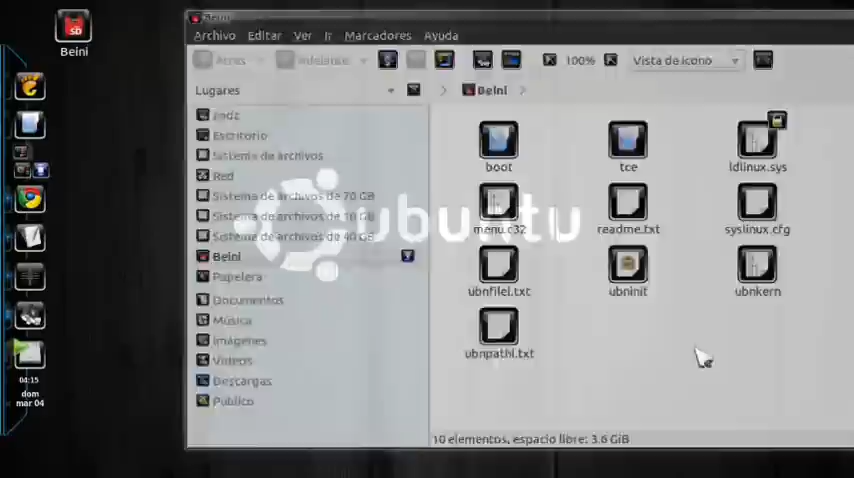 Beini
SD
Beini
Archivo Editar Ver Ir Marcadores Ayuda
Atrás Adelante 100% Vista de icono
Lugares
Beini
Escritorio
Sistema de archivos
Red
Sistema de archivos de 70 GB
Sistema de archivos de 10 GB
Sistema de archivos de 40 GB
Beini
Papelera
Documentos
Música
Imágenes
Vídeos
Descargas
Público
boot tce ldlinux.sys
menu.c32 readme.txt syslinux.cfg
ubnfilel.txt ubninit ubnkern
ubnpathl.txt
ubuntu
10 elementos, espacio libre: 3.6 GiB
04:15
dom
mar 04